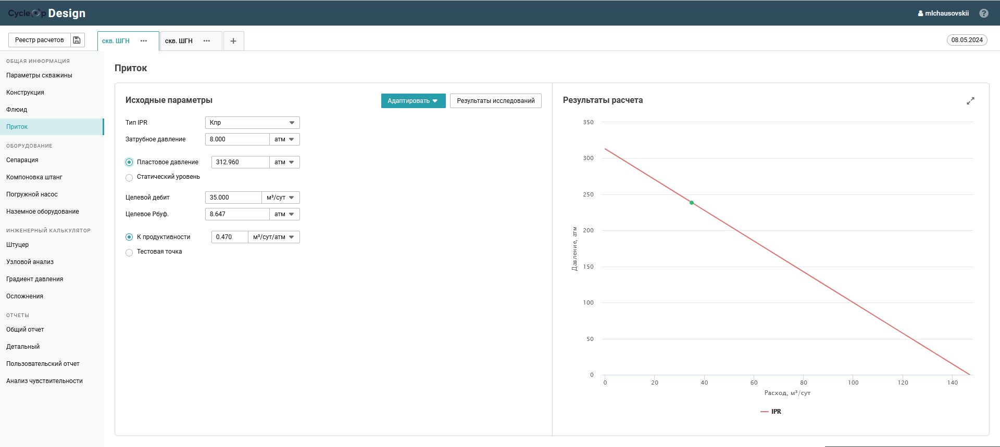 CycleOp Design
mlchausovskii
?
Реестр расчетов
скв. ШГН ···
скв. ШГН ···
+
08.05.2024
ОБЩАЯ ИНФОРМАЦИЯ
Параметры скважины
Конструкция
Флюид
Приток
ОБОРУДОВАНИЕ
Сепарация
Компоновка штанг
Погружной насос
Наземное оборудование
ИНЖЕНЕРНЫЙ КАЛЬКУЛЯТОР
Штуцер
Узловой анализ
Градиент давления
Осложнения
ОТЧЕТЫ
Общий отчет
Детальный
Пользовательский отчет
Анализ чувствительности
Приток
Исходные параметры
Адаптировать
Результаты исследований
Тип IPR Кпр
Затрубное давление 8.000 атм
Пластовое давление 312.960 атм
Статический уровень
Целевой дебит 35.000 м³/сут
Целевое Рбуф. 8.647 атм
К продуктивности 0.470 м³/сут/атм
Тестовая точка
Результаты расчета
350
300
250
200
150
100
50
0
Давление, атм
0 20 40 60 80 100 120 140
Расход, м³/сут
IPR